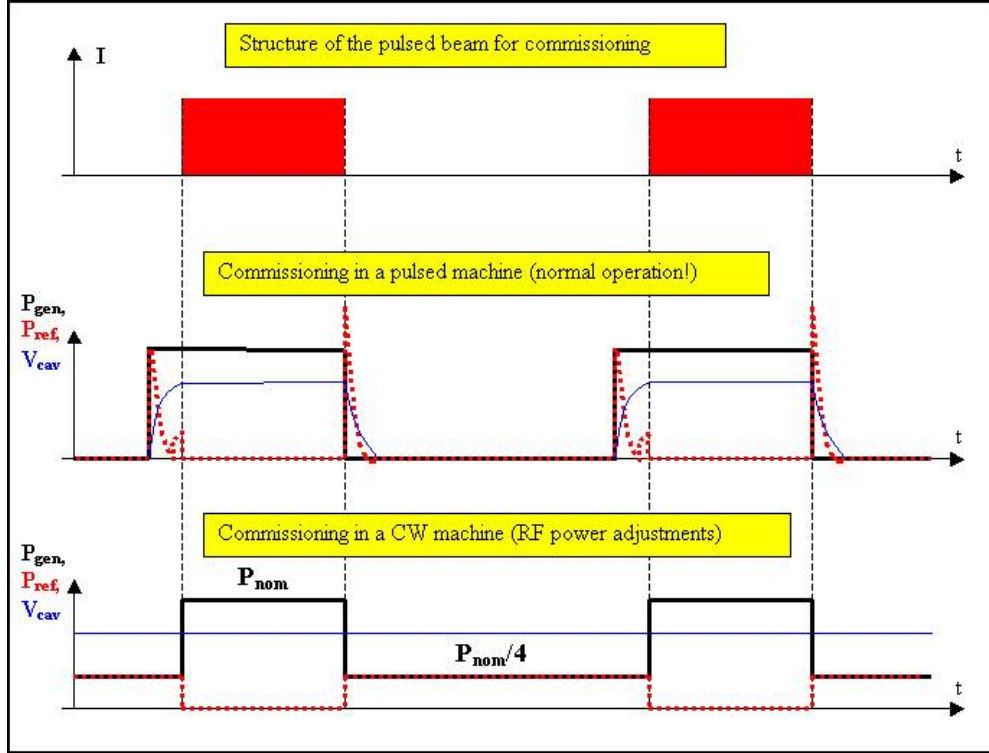 Structure of the pulsed beam for commissioning
I
t
Commissioning in a pulsed machine (normal operation!)
Pgen,
Pref,
Vcav
t
Commissioning in a CW machine (RF power adjustments)
Pgen,
Pref,
Vcav
Pnom
Pnom/4
t